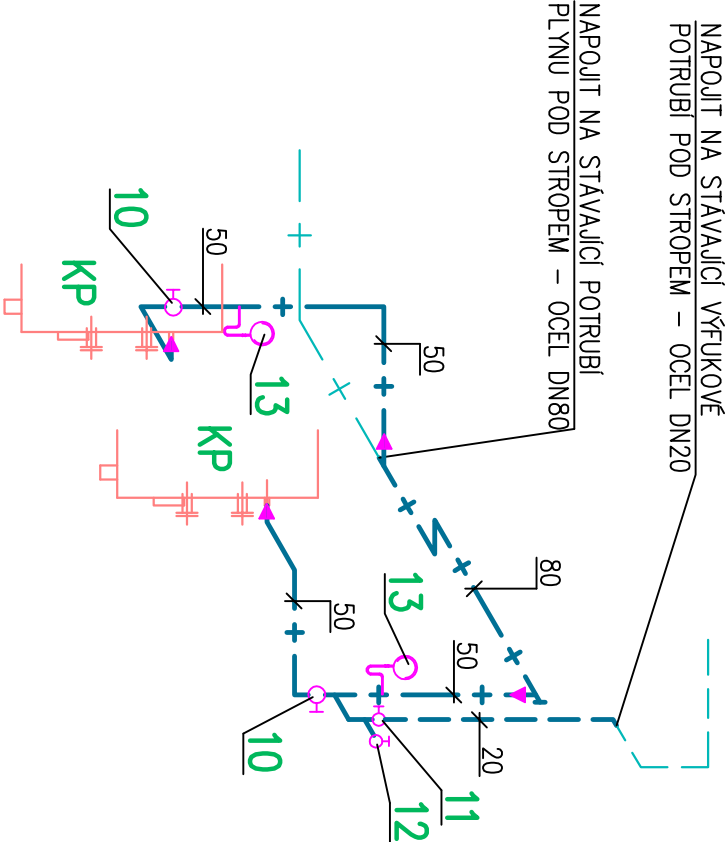 NAPOJIT NA STÁVAJÍCÍ VÝFUKOVÉ
POTRUBÍ POD STROPEM - OCEL DN20
NAPOJIT NA STÁVAJÍCÍ POTRUBÍ
PLYNU POD STROPEM - OCEL DN80
10
50
KP
13
50
KP
80
13
50
50
20
10
11
12